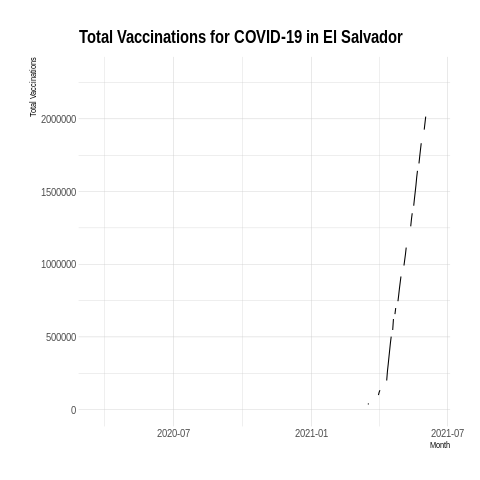 Total Vaccinations for COVID-19 in El Salvador
Total Vaccinations
2000000
1500000
1000000
500000
0
2020-07
2021-01
2021-07
Month